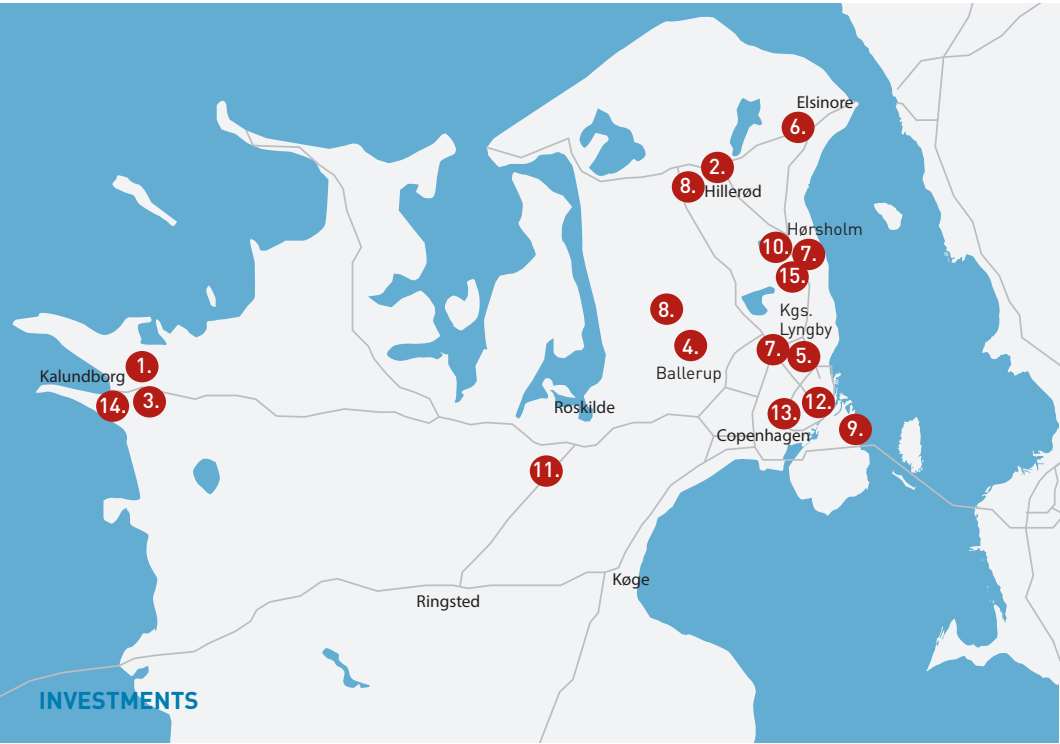 Elsinore
6.
2.
8.
Hillerød
Hørsholm
10.
7.
15.
8.
Kgs.
Lyngby
4.
7.
5.
Ballerup
1.
Kalundborg
14.
3.
Roskilde
12.
13.
Copenhagen
9.
11.
Køge
Ringsted
INVESTMENTS